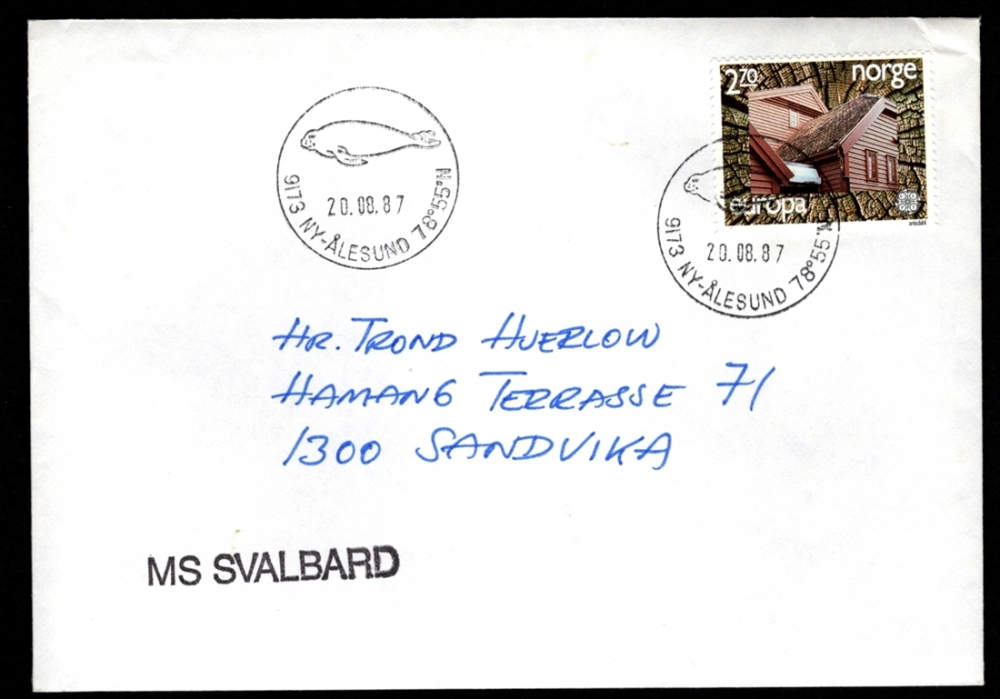 2.70 norge
europa
20.08.87
9173 NY-ÅLESUND 78°55'N
20.08.87
9173 NY-ÅLESUND 78°55'N
HR. TROND HVERLOW
HAMANG TERRASSE 71
1300 SANDVIKA
MS SVALBARD